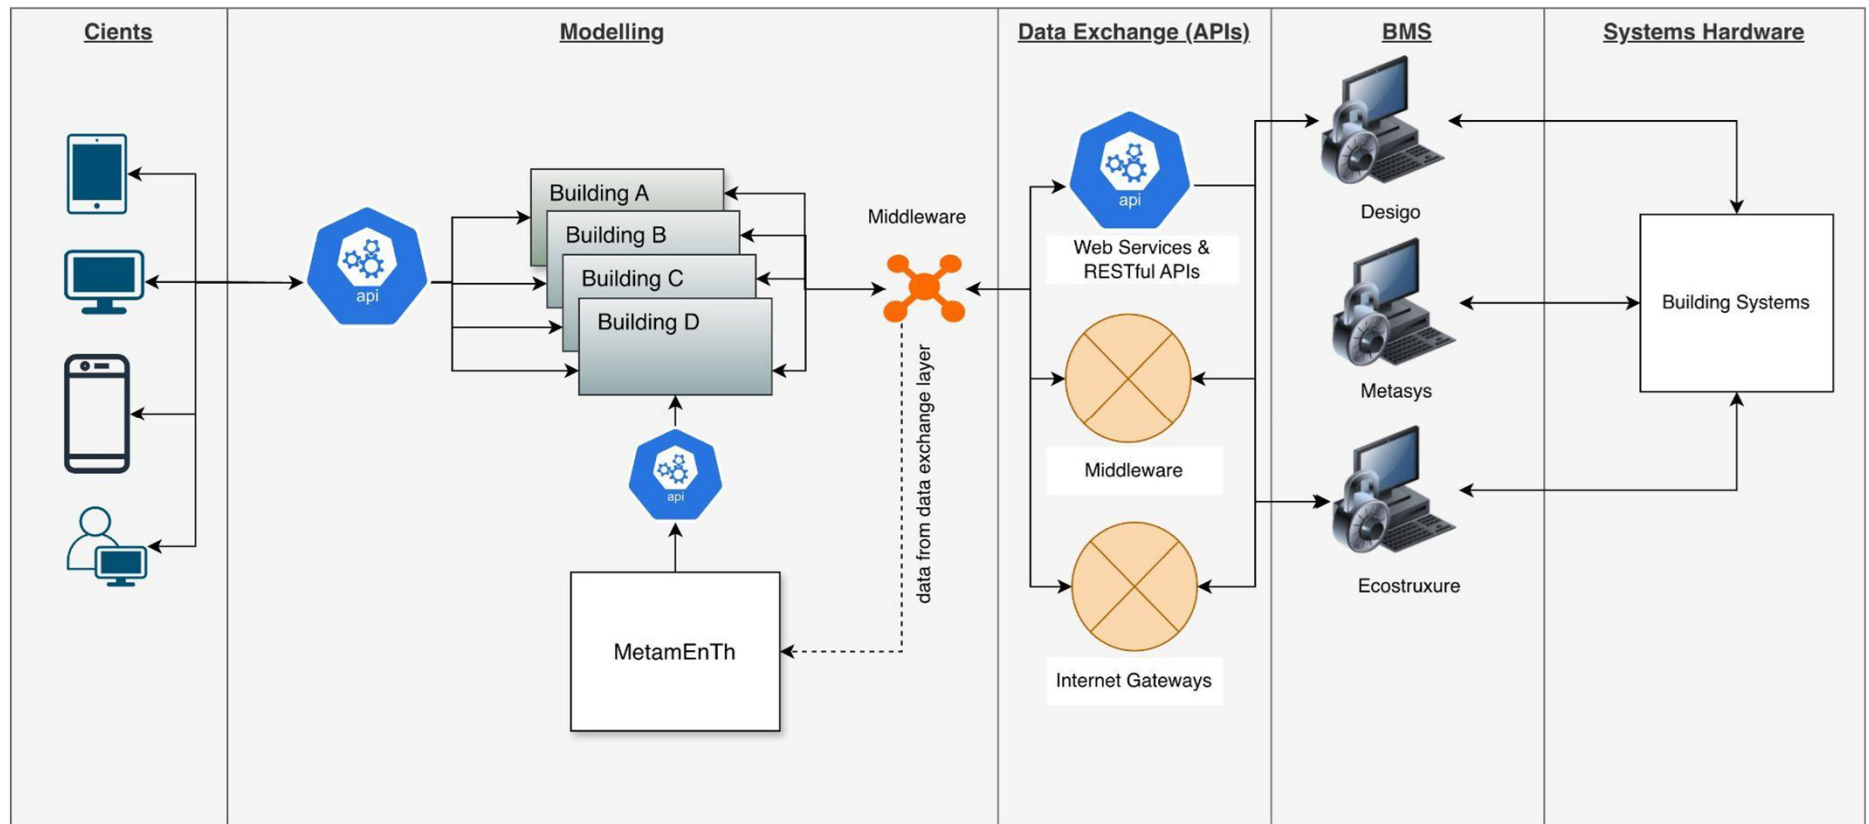 Cients
Modelling
Data Exchange (APIs)
BMS
Systems Hardware
api
Building A
Building B
Building C
Building D
api
MetamEnTh
Middleware
data from data exchange layer
api
Web Services &
RESTful APIs
Middleware
Internet Gateways
Desigo
Metasys
Ecostruxure
Building Systems